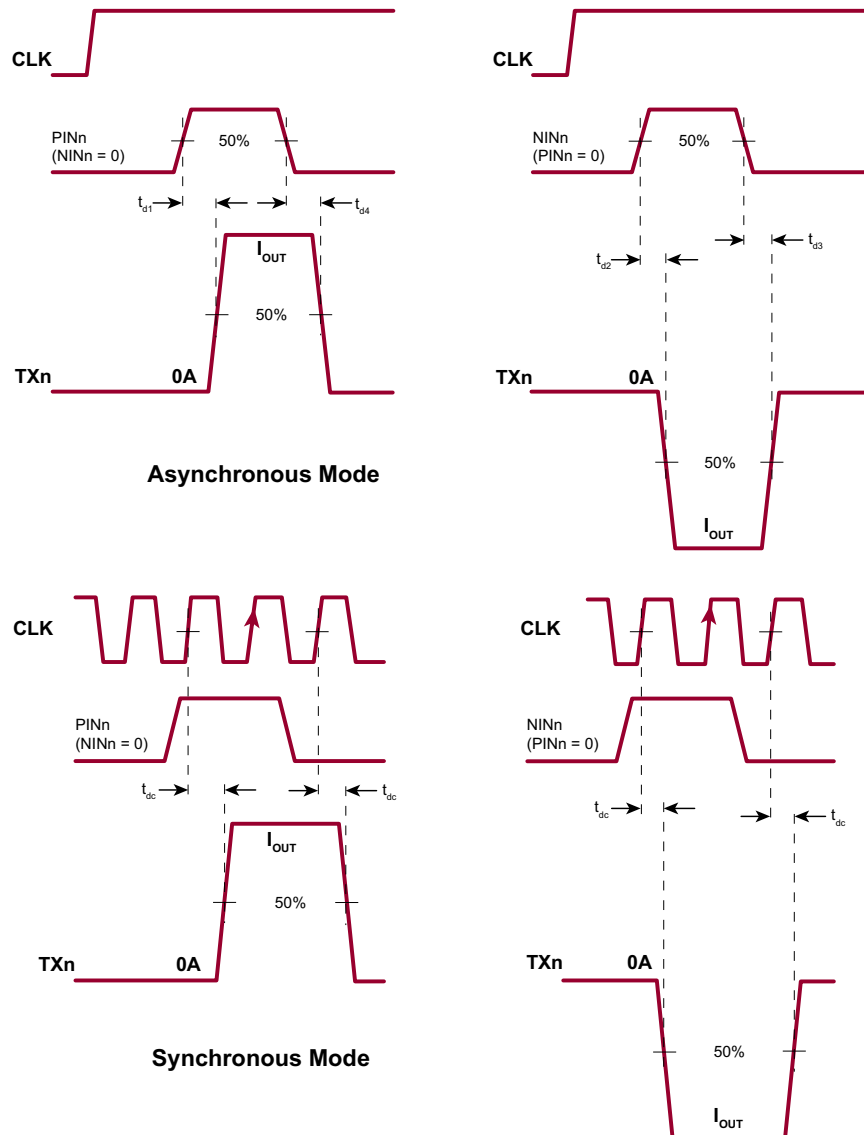 CLK
PINn
(NINn = 0)
50%
td1
td4
IOUT
50%
TXn
0A
CLK
NINn
(PINn = 0)
50%
td2
td3
TXn
0A
50%
IOUT
Asynchronous Mode
CLK
PINn
(NINn = 0)
tdc
tdc
IOUT
50%
TXn
0A
CLK
NINn
(PINn = 0)
tdc
tdc
TXn
0A
50%
IOUT
Synchronous Mode